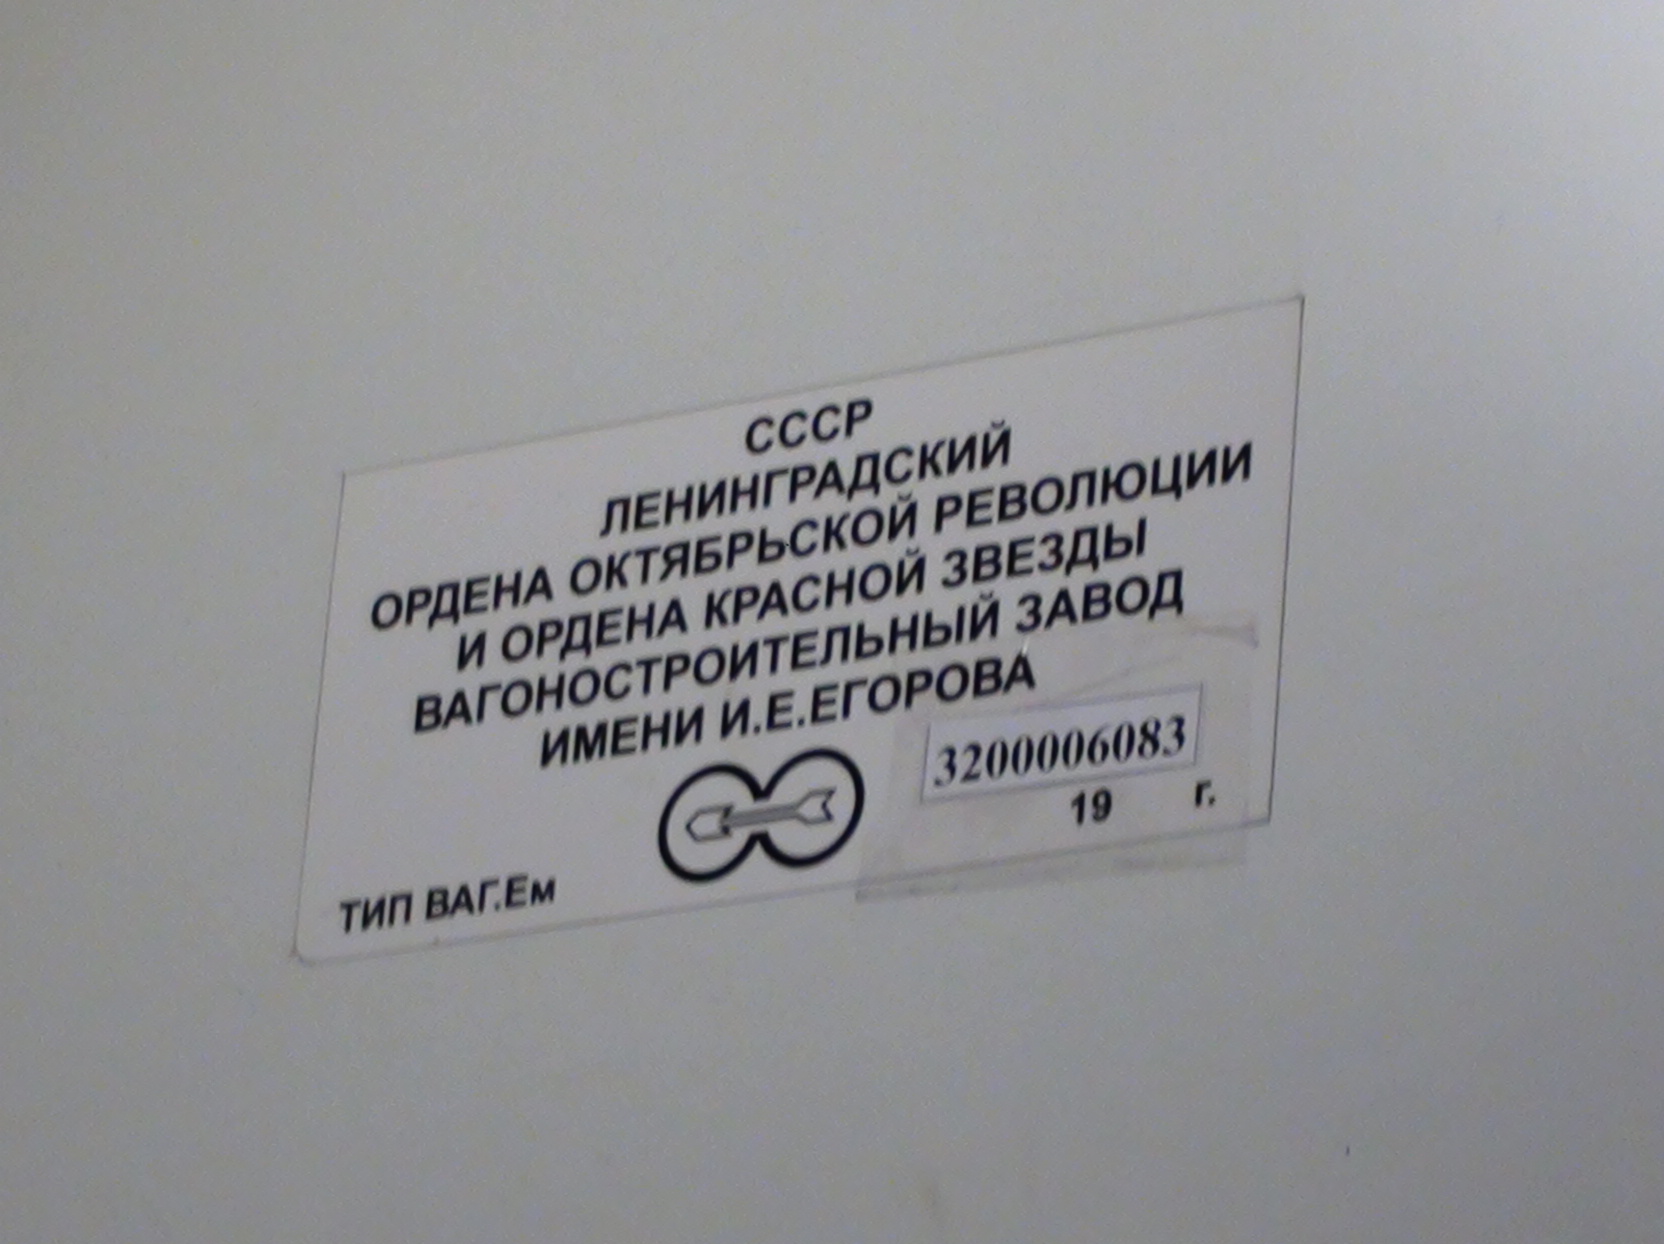 СССР
ЛЕНИНГРАДСКИЙ
ОРДЕНА ОКТЯБРЬСКОЙ РЕВОЛЮЦИИ
И ОРДЕНА КРАСНОЙ ЗВЕЗДЫ
ВАГОНОСТРОИТЕЛЬНЫЙ ЗАВОД
ИМЕНИ И.Е.ЕГОРОВА
3200006083
19 г.
ТИП ВАГ.Ем